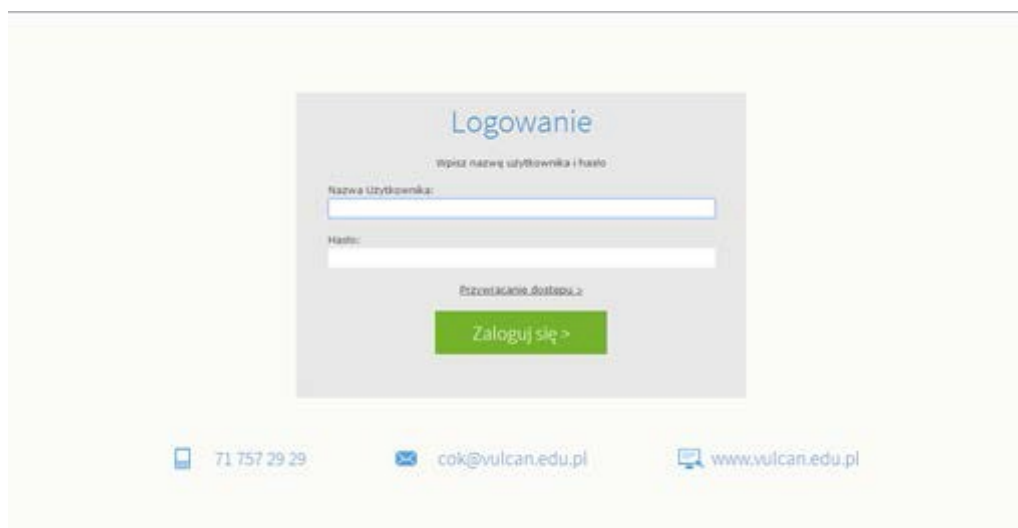 Logowanie
Wpisz nazwę użytkownika i hasło
Nazwa Użytkownika:
Hasło:
Przywracanie dostępu >
Zaloguj się >
71 757 29 29
cok@vulcan.edu.pl
www.vulcan.edu.pl